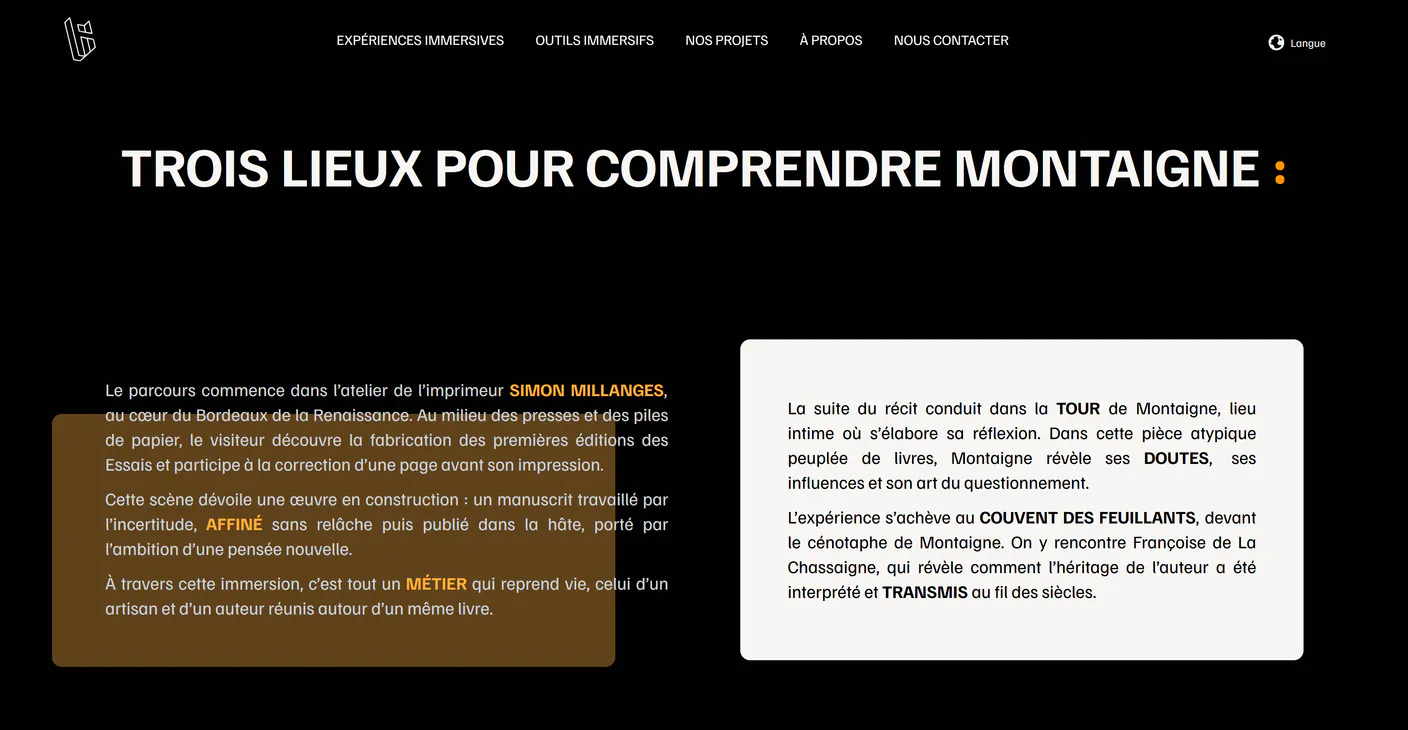 EXPÉRIENCES IMMERSIVES
OUTILS IMMERSIFS
NOS PROJETS
À PROPOS
NOUS CONTACTER
Langue
TROIS LIEUX POUR COMPRENDRE MONTAIGNE :
Le parcours commence dans l’atelier de l’imprimeur SIMON MILLANGES,
au cœur du Bordeaux de la Renaissance. Au milieu des presses et des piles
de papier, le visiteur découvre la fabrication des premières éditions des
Essais et participe à la correction d’une page avant son impression.
Cette scène dévoile une œuvre en construction : un manuscrit travaillé par
l’incertitude, AFFINÉ sans relâche puis publié dans la hâte, porté par
l’ambition d’une pensée nouvelle.
À travers cette immersion, c’est tout un MÉTIER qui reprend vie, celui d’un
artisan et d’un auteur réunis autour d’un même livre.
La suite du récit conduit dans la TOUR de Montaigne, lieu
intime où s’élabore sa réflexion. Dans cette pièce atypique
peuplée de livres, Montaigne révèle ses DOUTES, ses
influences et son art du questionnement.
L’expérience s’achève au COUVENT DES FEUILLANTS, devant
le cénotaphe de Montaigne. On y rencontre Françoise de La
Chassaigne, qui révèle comment l’héritage de l’auteur a été
interprété et TRANSMIS au fil des siècles.